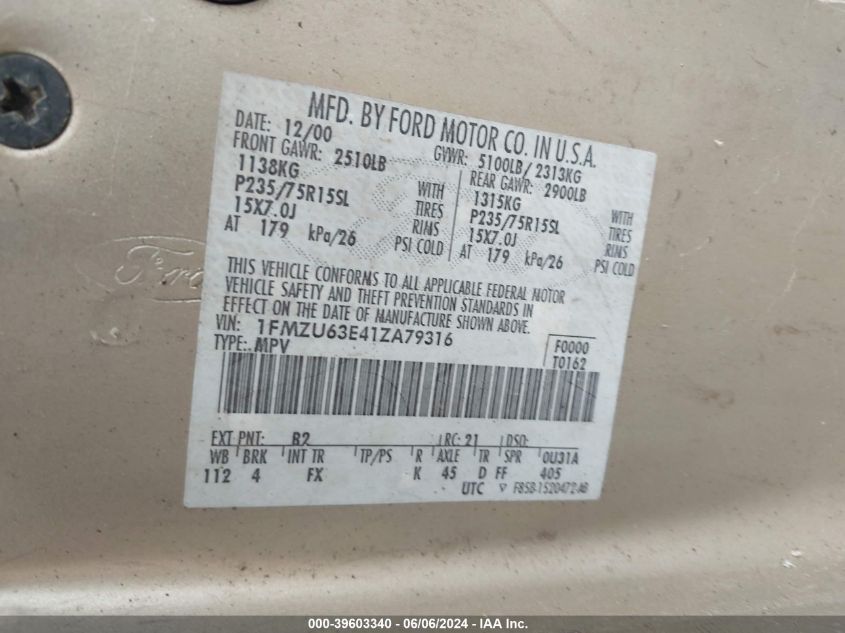 MFD. BY FORD MOTOR CO. IN U.S.A.
DATE: 12/00 GVWR: 5100LB/ 2313KG
FRONT GAWR: 2510LB REAR GAWR: 2900LB
1138KG WITH 1315KG WITH
P235/75R15SL TIRES P235/75R15SL TIRES
15X7.0J RIMS 15X7.0J RIMS
AT 179 kPa/26 PSI COLD AT 179 kPa/26 PSI COLD
THIS VEHICLE CONFORMS TO ALL APPLICABLE FEDERAL MOTOR
VEHICLE SAFETY AND THEFT PREVENTION STANDARDS IN
EFFECT ON THE DATE OF MANUFACTURE SHOWN ABOVE.
VIN: 1FMZU63E41ZA79316 F0000
TYPE: MPV T0162
EXT PNT: B2 RC: 21 DSO:
WB BRK INT TR TP/PS R AXLE TR SPR 0U31A
112 4 FX K 45 D FF 405
UTC F85B-1520472-AB
Ford
000-39603340 - 06/06/2024 - IAA Inc.